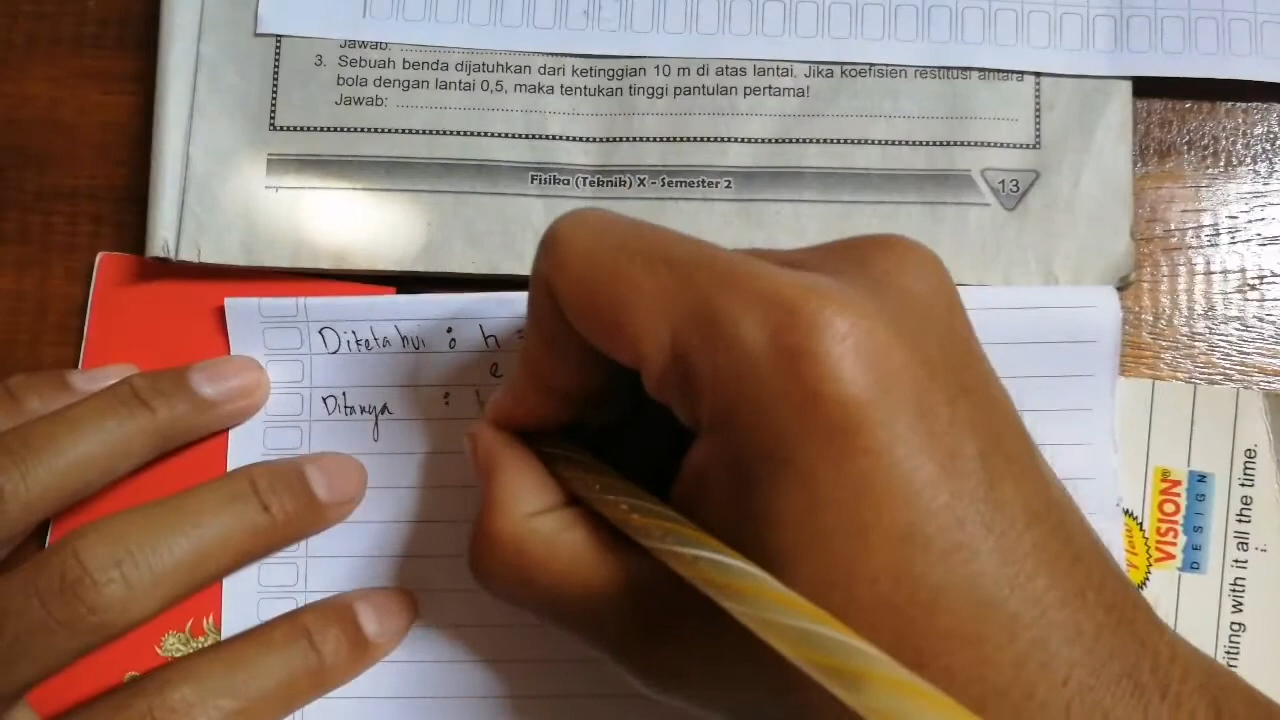 Jawab: ........
3. Sebuah benda dijatuhkan dari ketinggian 10 m di atas lantai. Jika koefisien restitusi antara
bola dengan lantai 0,5, maka tentukan tinggi pantulan pertama!
Jawab: ........
Fisika (Teknik) X - Semester 2
13
Diketahui : h =
e
Ditanya :
New
VISION®
DESIGN
riting with it all the time.